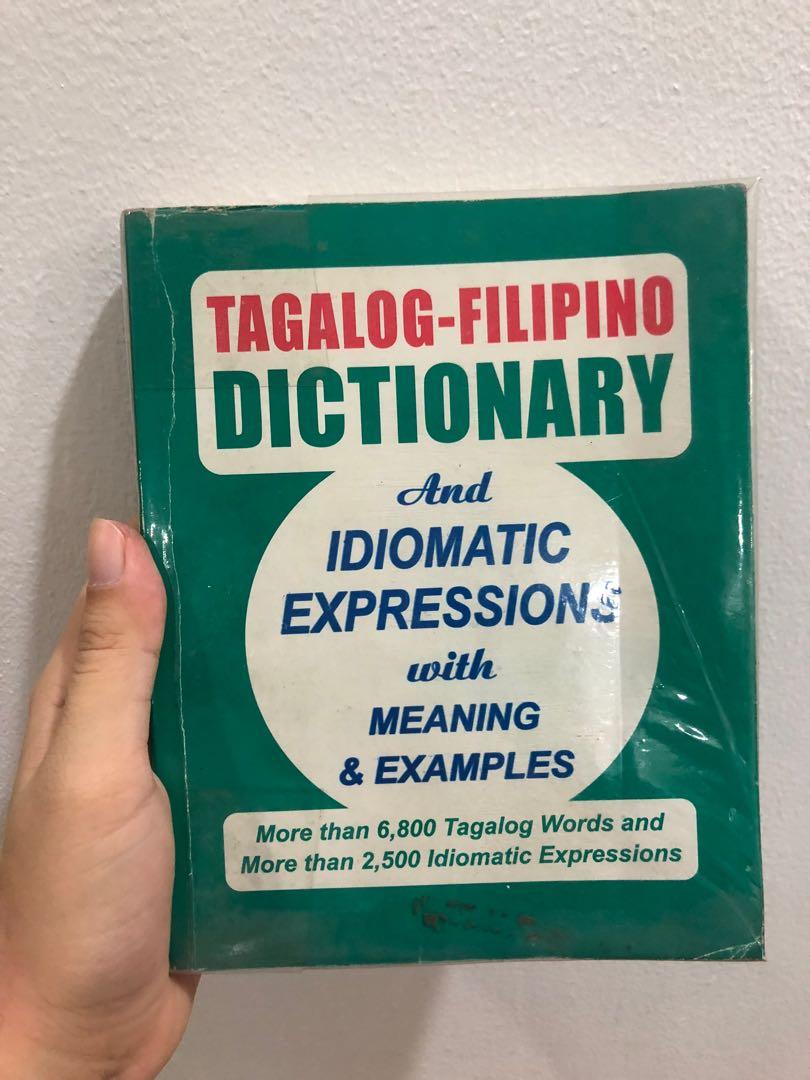 TAGALOG-FILIPINO
DICTIONARY
And
IDIOMATIC
EXPRESSIONS
with
MEANING
& EXAMPLES
More than 6,800 Tagalog Words and
More than 2,500 Idiomatic Expressions